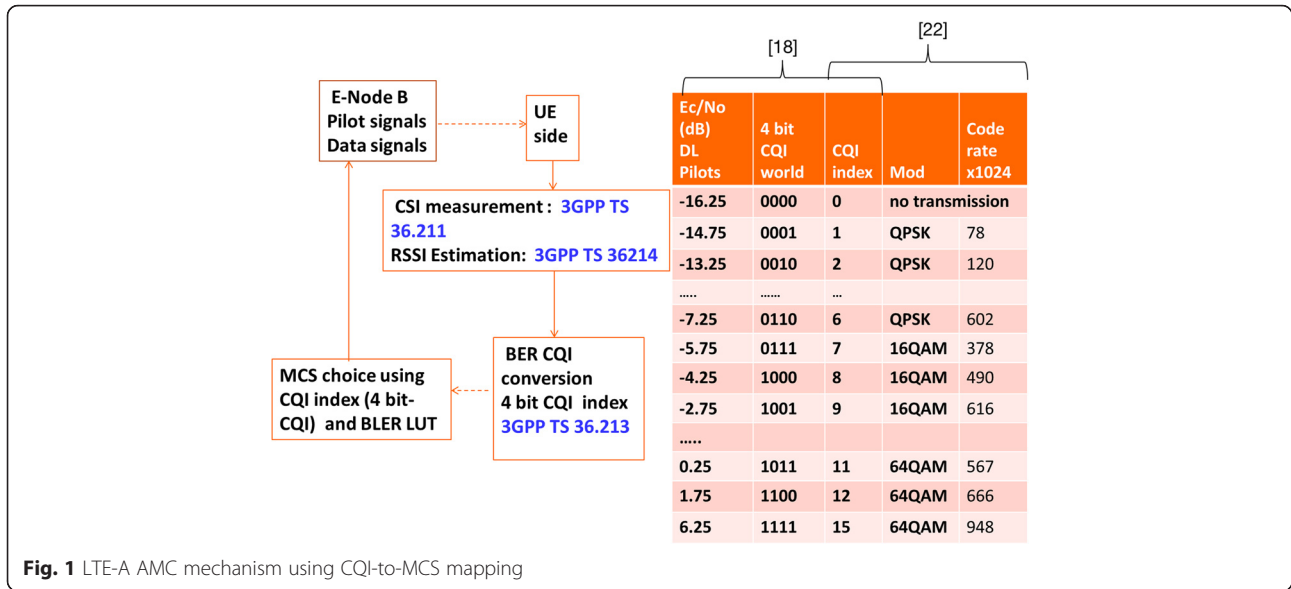 [18]
[22]
E-Node B
Pilot signals
Data signals
UE
side
CSI measurement : 3GPP TS
36.211
RSSI Estimation: 3GPP TS 36214
BER CQI
conversion
4 bit CQI index
3GPP TS 36.213
MCS choice using
CQI index (4 bit-
CQI) and BLER LUT
Ec/No (dB) DL Pilots 4 bit CQI world CQI index Mod Code rate x1024
-16.25 0000 0 no transmission
-14.75 0001 1 QPSK 78
-13.25 0010 2 QPSK 120
..... ...... ...
-7.25 0110 6 QPSK 602
-5.75 0111 7 16QAM 378
-4.25 1000 8 16QAM 490
-2.75 1001 9 16QAM 616
.....
0.25 1011 11 64QAM 567
1.75 1100 12 64QAM 666
6.25 1111 15 64QAM 948
Fig. 1 LTE-A AMC mechanism using CQI-to-MCS mapping